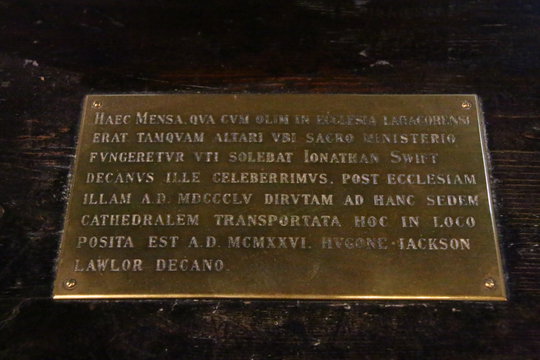 HAEC MENSA, QVA CVM OLIM IN ECCLESIA LARACORENSI
ERAT TAMQVAM ALTARI VBI SACRO MINISTERIO
FVNGERETVR VTI SOLEBAT IONATHAN SWIFT
DECANVS ILLE CELEBERRIMVS, POST ECCLESIAM
ILLAM A.D. MDCCCLV DIRVTAM AD HANC SEDEM
CATHEDRALEM TRANSPORTATA HOC IN LOCO
POSITA EST A.D. MCMXXVI. HVGONE JACKSON
LAWLOR DECANO.